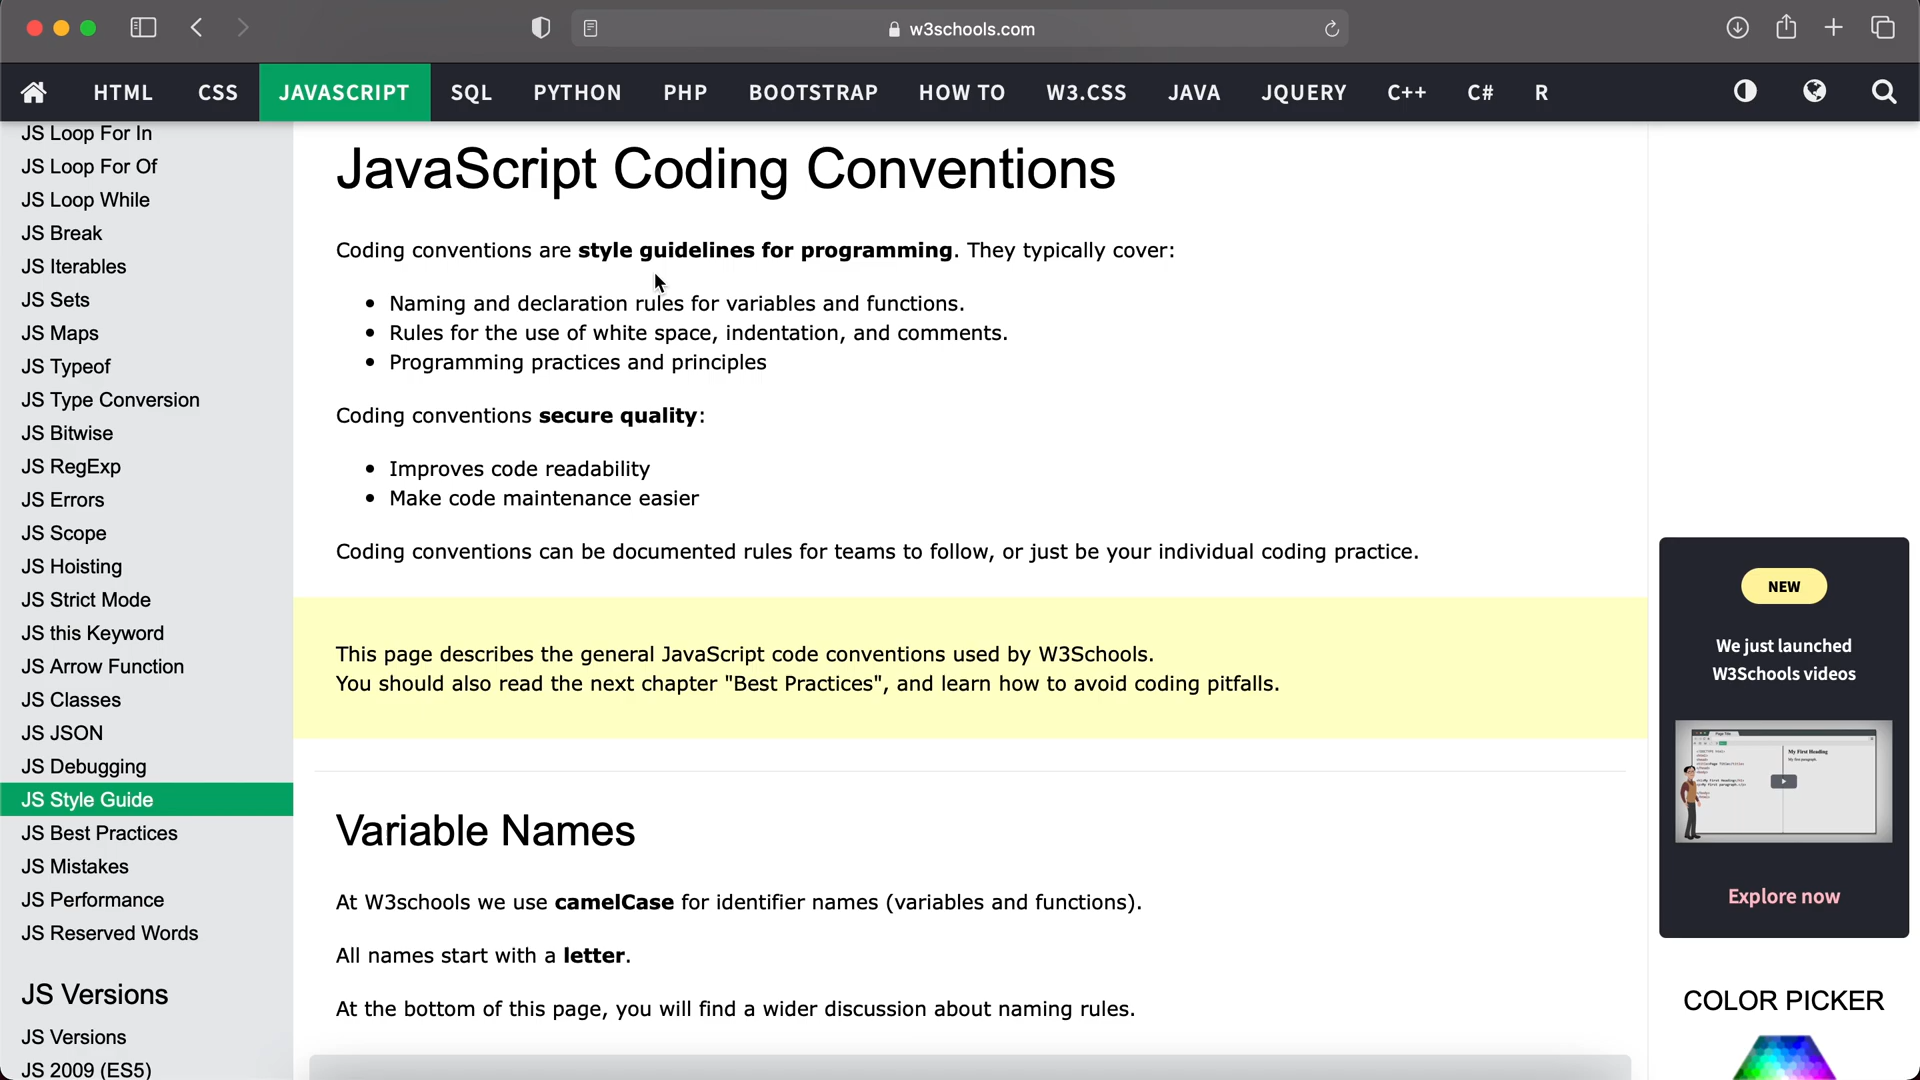 w3schools.com
HTML CSS JAVASCRIPT SQL PYTHON PHP BOOTSTRAP HOW TO W3.CSS JAVA JQUERY C++ C# R
JS Loop For In
JS Loop For Of
JS Loop While
JS Break
JS Iterables
JS Sets
JS Maps
JS Typeof
JS Type Conversion
JS Bitwise
JS RegExp
JS Errors
JS Scope
JS Hoisting
JS Strict Mode
JS this Keyword
JS Arrow Function
JS Classes
JS JSON
JS Debugging
JS Style Guide
JS Best Practices
JS Mistakes
JS Performance
JS Reserved Words
JS Versions
JS Versions
JS 2009 (ES5)
JavaScript Coding Conventions
Coding conventions are style guidelines for programming. They typically cover:
• Naming and declaration rules for variables and functions.
• Rules for the use of white space, indentation, and comments.
• Programming practices and principles
Coding conventions secure quality:
• Improves code readability
• Make code maintenance easier
Coding conventions can be documented rules for teams to follow, or just be your individual coding practice.
This page describes the general JavaScript code conventions used by W3Schools.
You should also read the next chapter "Best Practices", and learn how to avoid coding pitfalls.
Variable Names
At W3schools we use camelCase for identifier names (variables and functions).
All names start with a letter.
At the bottom of this page, you will find a wider discussion about naming rules.
NEW
We just launched
W3Schools videos
My First Heading
Explore now
COLOR PICKER